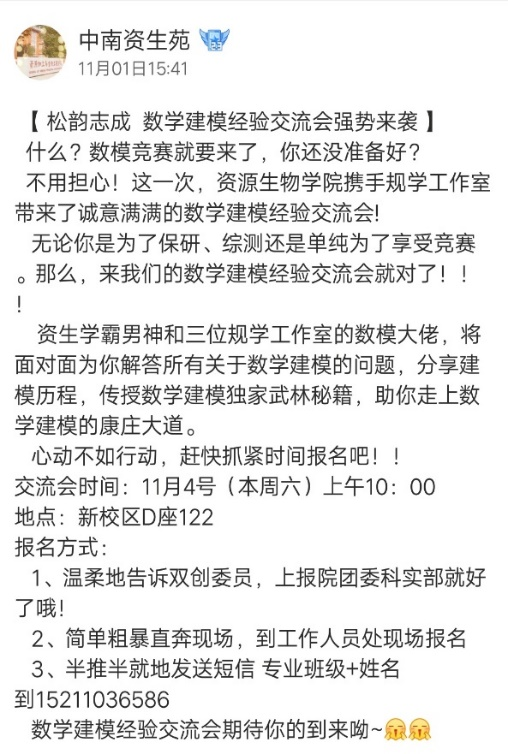 中南资生苑
11月01日15:41
【 松韵志成 数学建模经验交流会强势来袭 】
什么？数模竞赛就要来了，你还没准备好？
不用担心！这一次，资源生物学院携手规学工作室
带来了诚意满满的数学建模经验交流会!
无论你是为了保研、综测还是单纯为了享受竞赛
。那么，来我们的数学建模经验交流会就对了！！
！
资生学霸男神和三位规学工作室的数模大佬，将
面对面为你解答所有关于数学建模的问题，分享建
模历程，传授数学建模独家武林秘籍，助你走上数
学建模的康庄大道。
心动不如行动，赶快抓紧时间报名吧！！
交流会时间：11月4号（本周六）上午10：00
地点：新校区D座122
报名方式：
1、温柔地告诉双创委员，上报院团委科实部就好
了哦！
2、简单粗暴直奔现场，到工作人员处现场报名
3、半推半就地发送短信 专业班级+姓名
到15211036586
数学建模经验交流会期待你的到来呦~